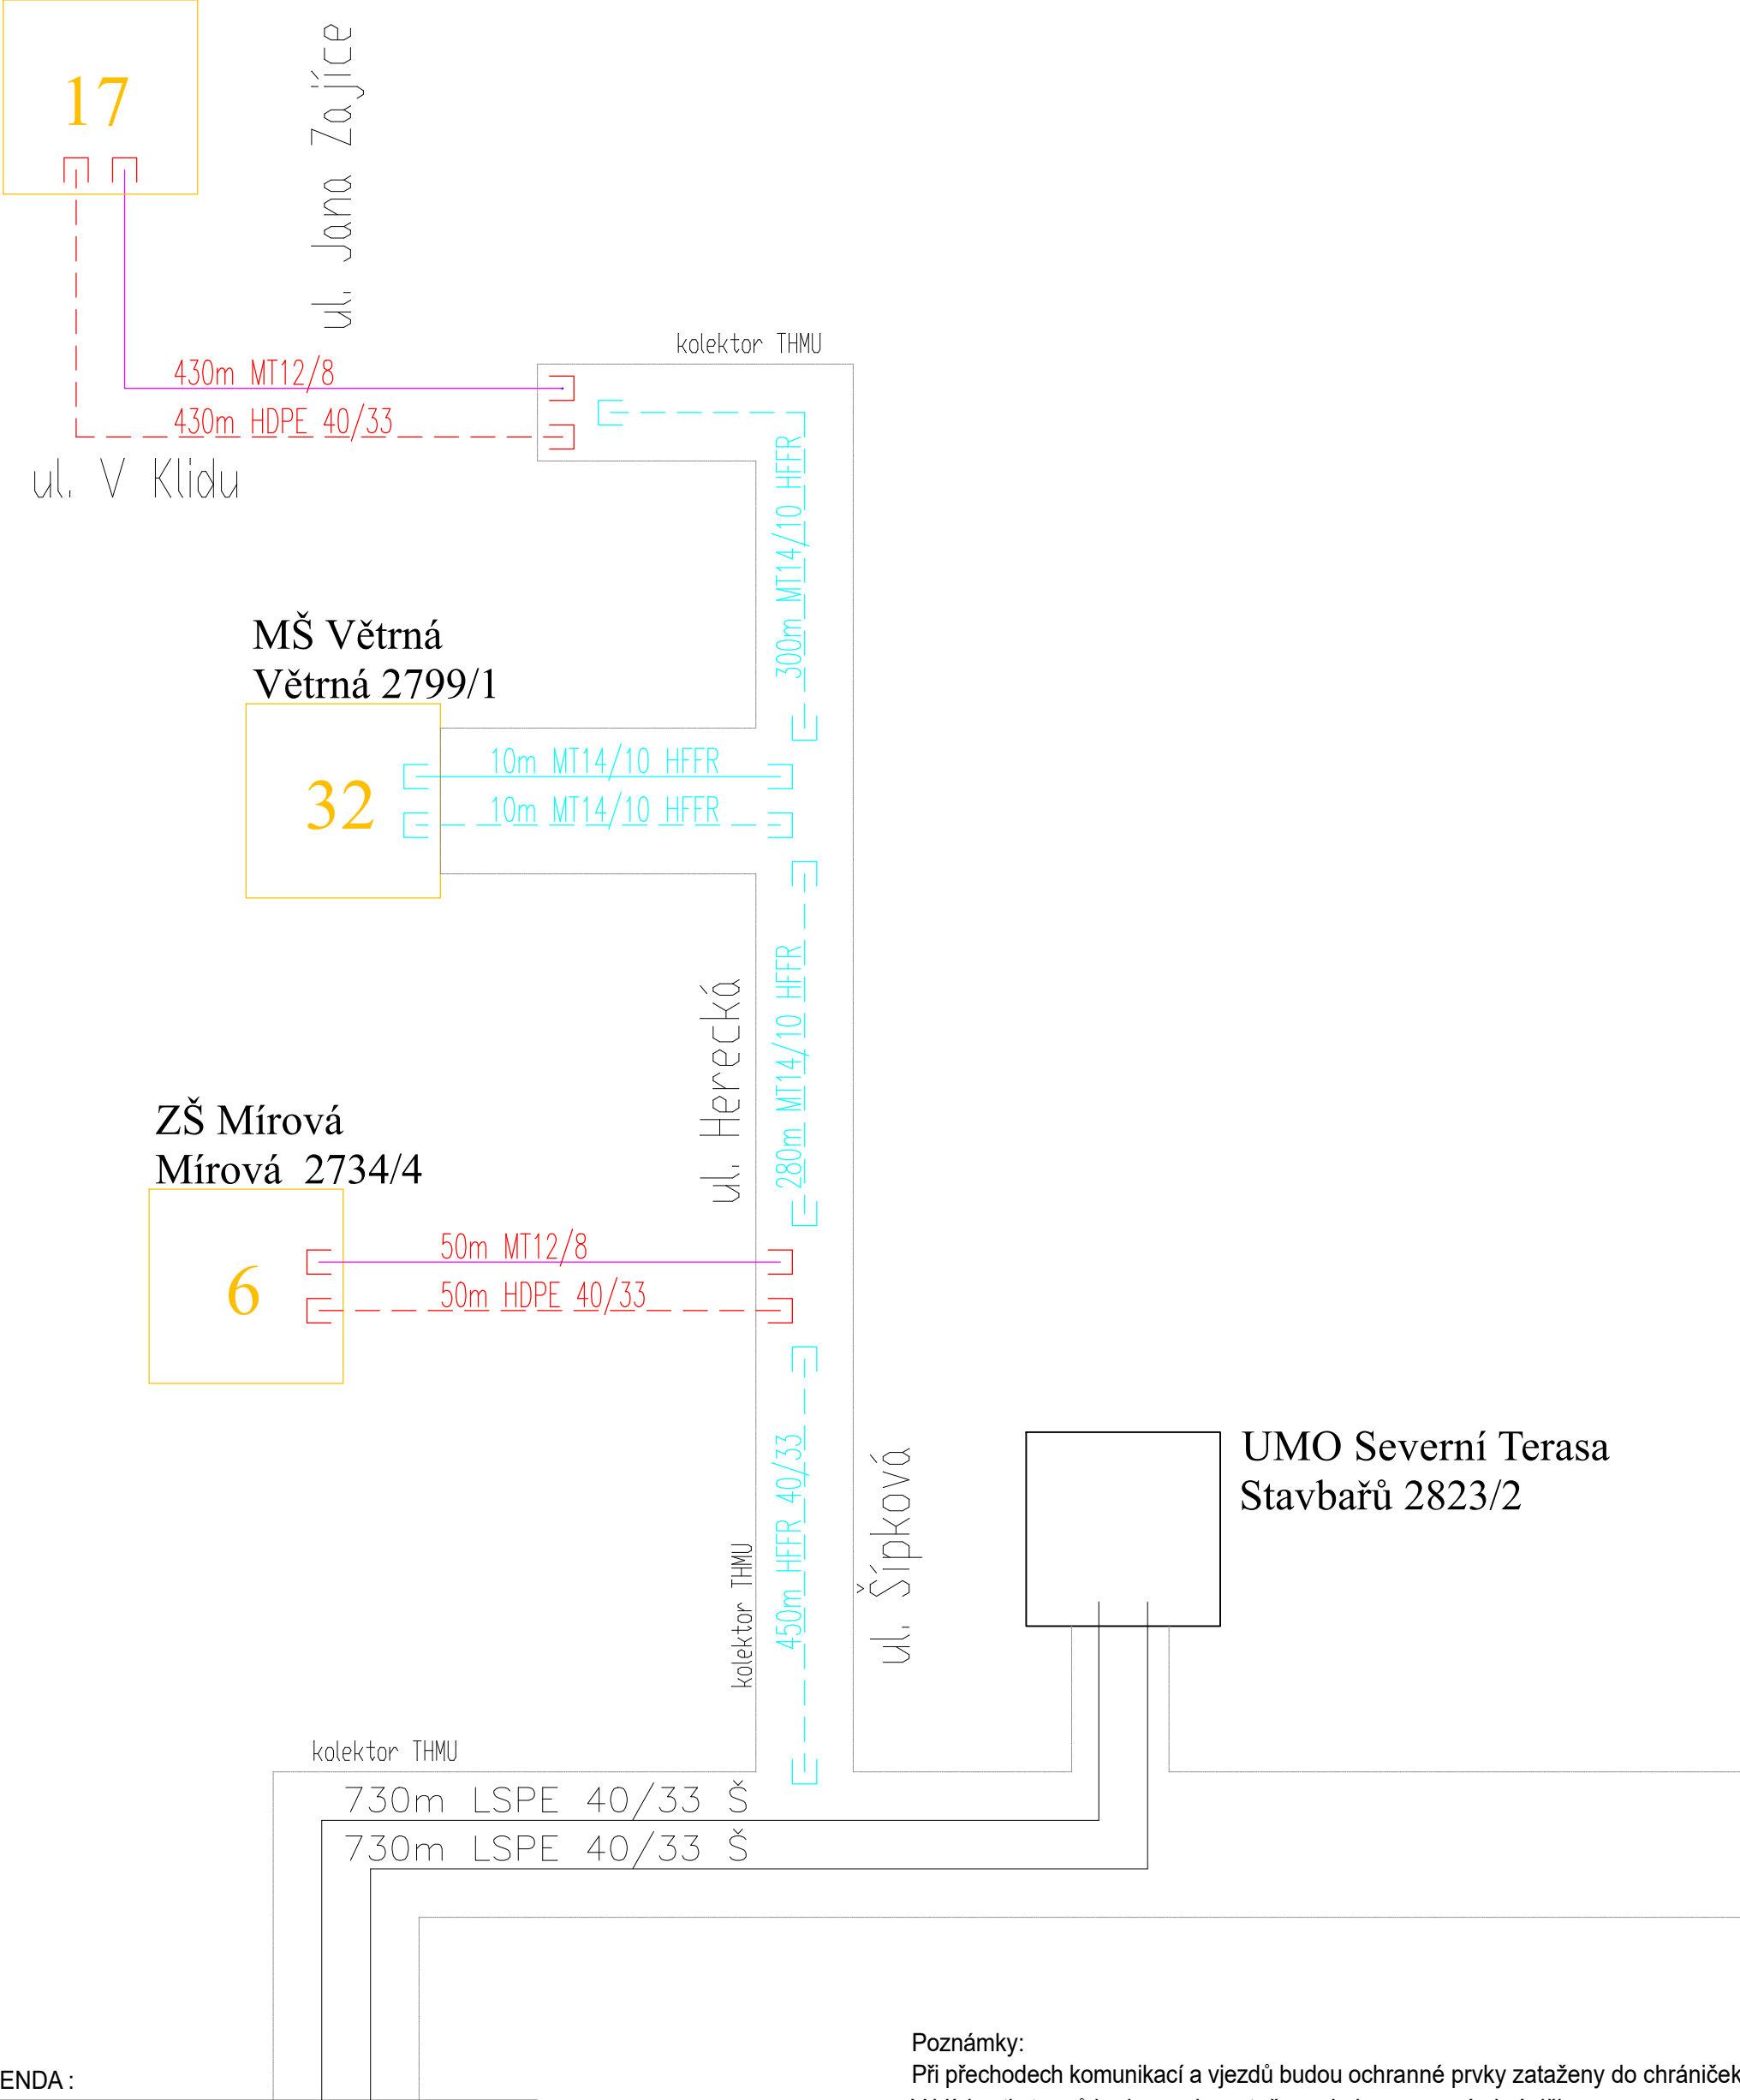 17
ul. Jana Zajíce
kolektor THMU
430m MT12/8
430m HDPE 40/33
ul. V Klidu
300m MT14/10 HFFR
MŠ Větrná
Větrná 2799/1
10m MT14/10 HFFR
32
10m MT14/10 HFFR
280m MT14/10 HFFR
ul. Herecká
ZŠ Mírová
Mírová 2734/4
50m MT12/8
6
50m HDPE 40/33
450m HFFR 40/33
ul. Šípková
UMO Severní Terasa
Stavbařů 2823/2
kolektor THMU
kolektor THMU
730m LSPE 40/33 Š
730m LSPE 40/33 Š
Poznámky:
Při přechodech komunikací a vjezdů budou ochranné prvky zataženy do chrániček
ENDA :